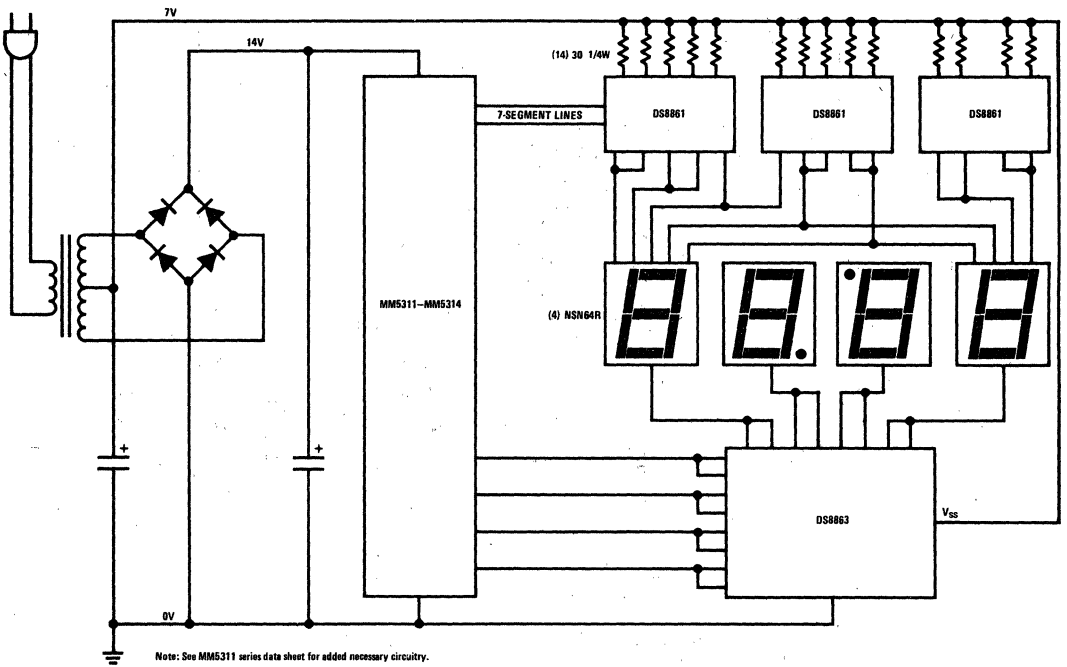 7V
14V
(14) 30 1/4W
DS8861
DS8861
DS8861
7-SEGMENT LINES
MM5311–MM5314
(4) NSN64R
+
+
DS8863
VSS
0V
Note: See MM5311 series data sheet for added necessary circuitry.